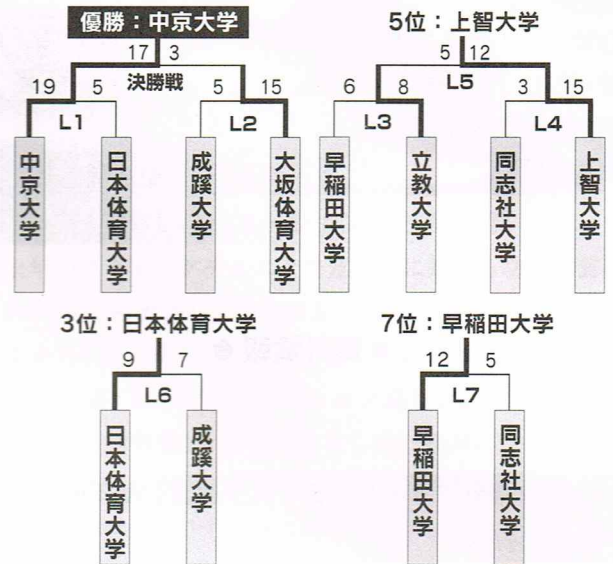 優勝：中京大学
17 3
決勝戦
19 5
L1
5 15
L2
中京大学
日本体育大学
成蹊大学
大坂体育大学
5位：上智大学
5 12
L5
6 8
L3
3 15
L4
早稲田大学
立教大学
同志社大学
上智大学
3位：日本体育大学
9 7
L6
日本体育大学
成蹊大学
7位：早稲田大学
12 5
L7
早稲田大学
同志社大学